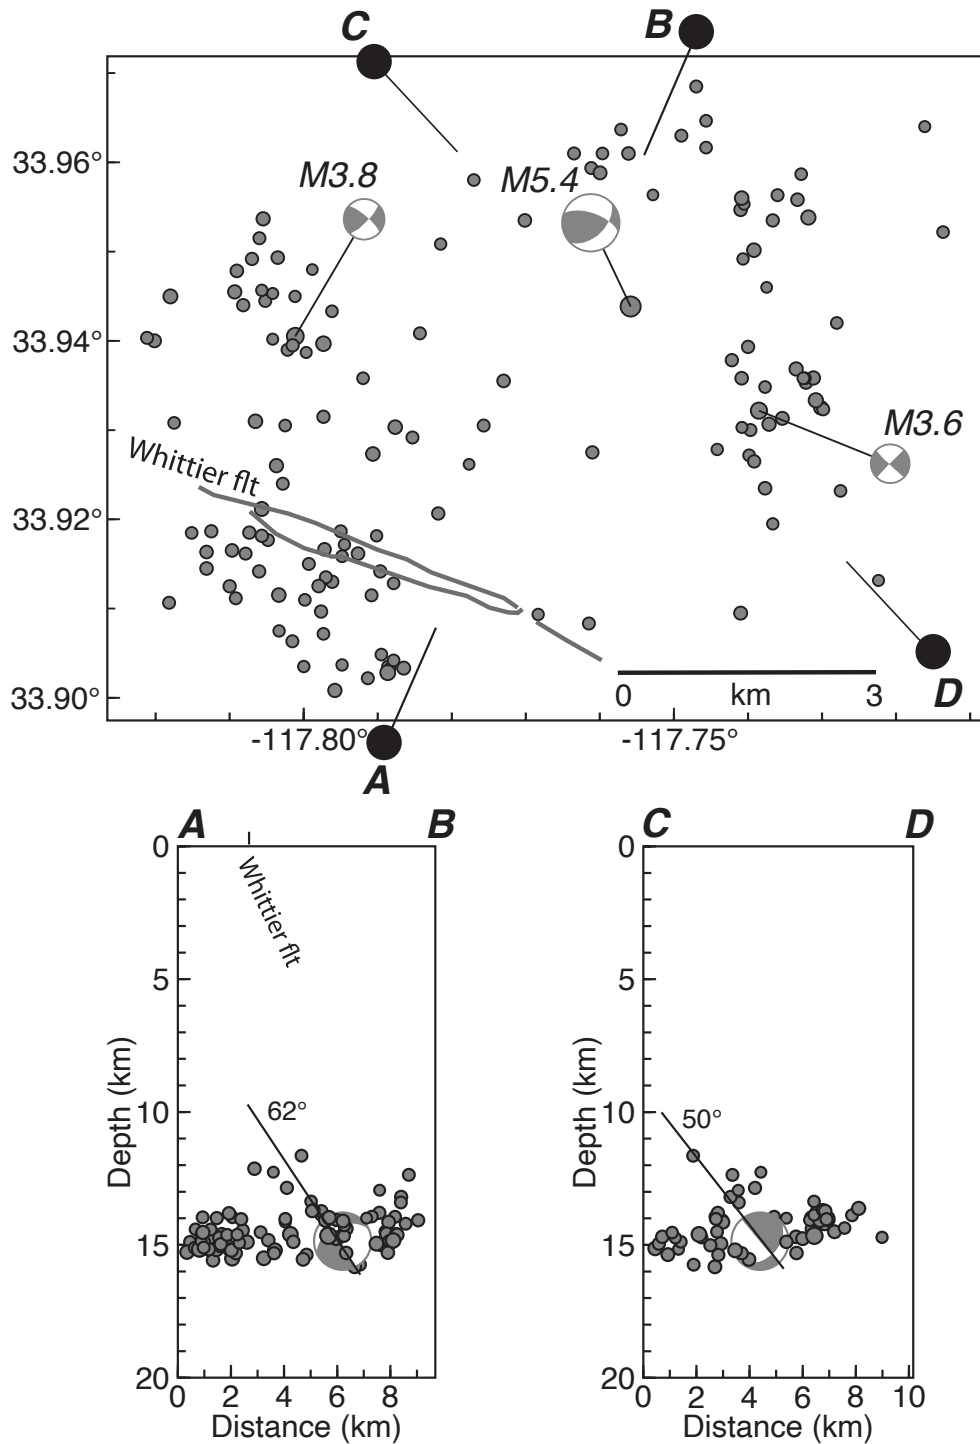 C
B
33.96°
M3.8
M5.4
33.94°
M3.6
Whittier flt
33.92°
33.90°
0 km 3
D
-117.80°
-117.75°
A
A B
C D
0
0
Whittier flt
5
5
Depth (km)
Depth (km)
10
62°
10
50°
15
15
20
20
0 2 4 6 8
0 2 4 6 8 10
Distance (km)
Distance (km)